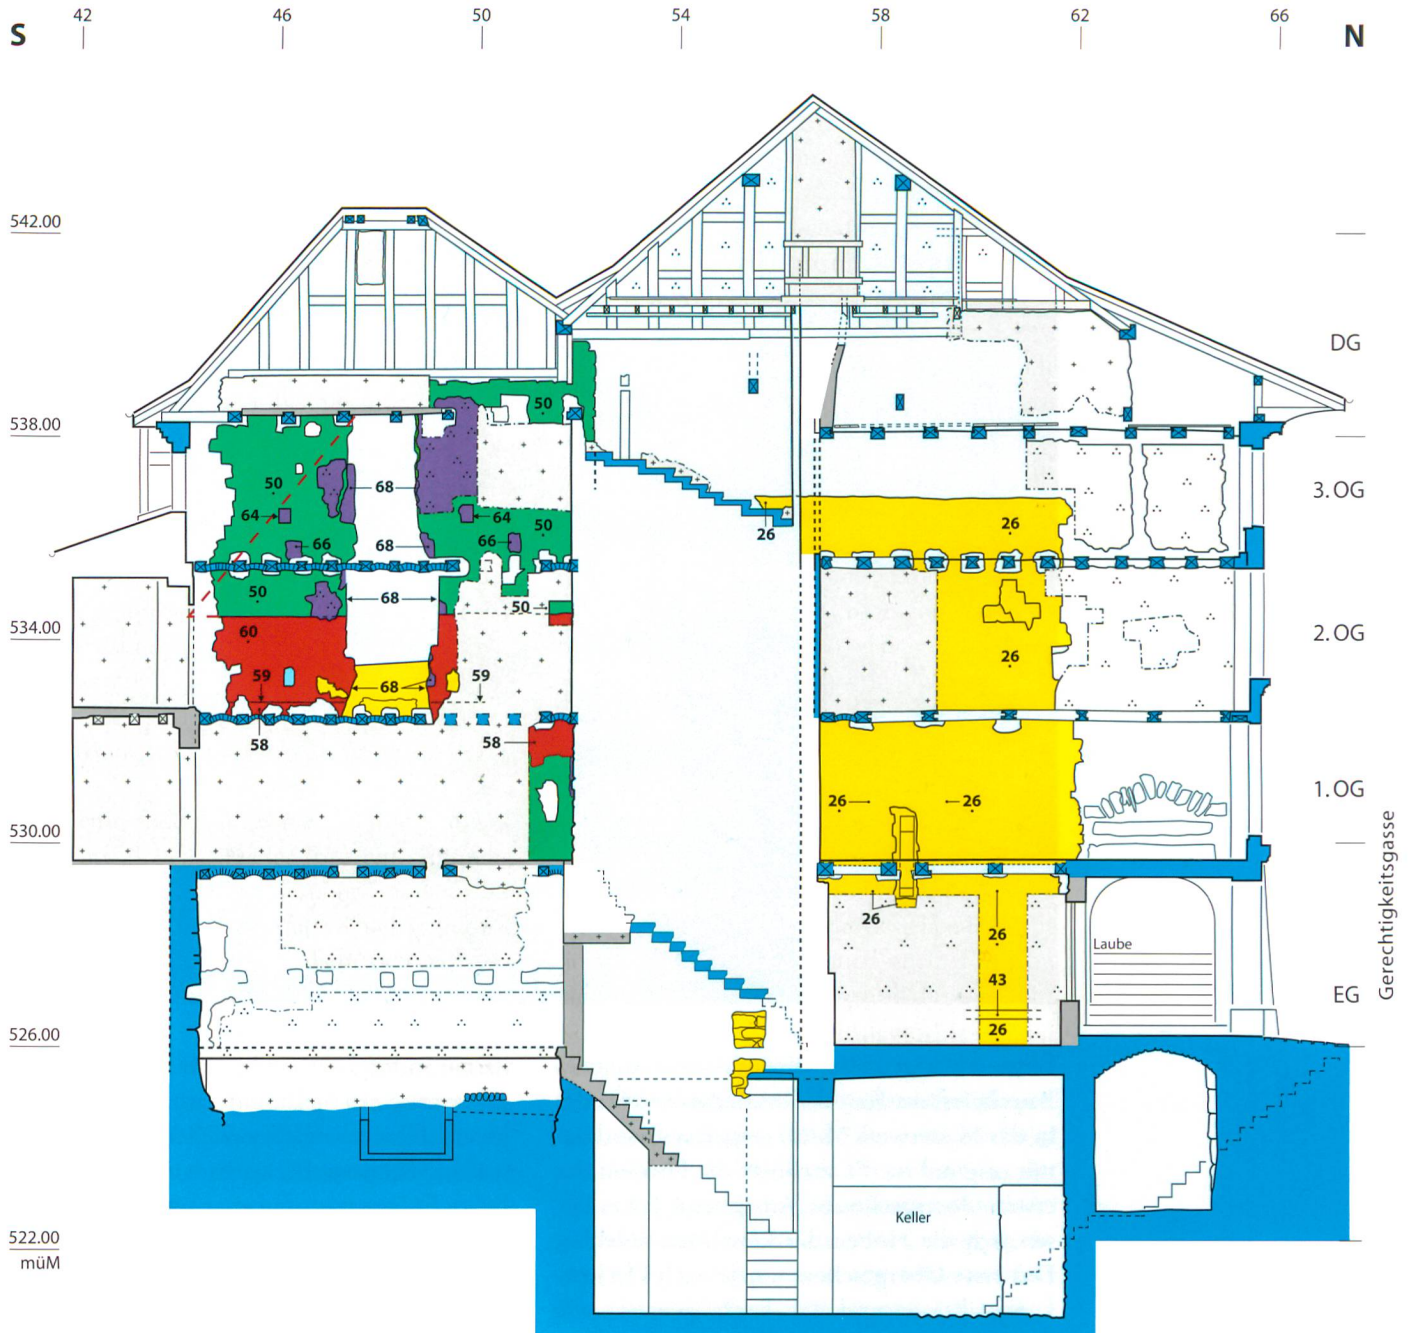 42 46 50 54 58 62 66
S N
542.00
DG
50
538.00
50 68 3.OG
64 64 50 26
66 68 66 26
50 68 50
534.00 60 2.OG
26
59 68 59
58 58
1.OG
26 26
530.00
26
26 Laube
43 EG
26
526.00
Gerechtigkeitsgasse
Keller
522.00
müM